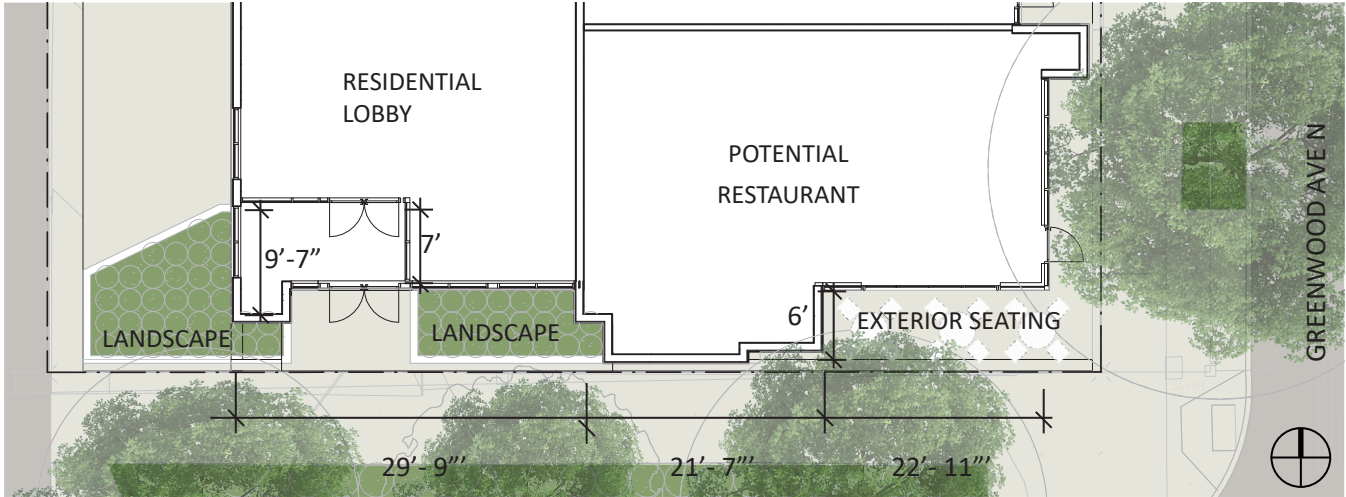 RESIDENTIAL
LOBBY
POTENTIAL
RESTAURANT
GREENWOOD AVE N
9’-7”
7’
LANDSCAPE
LANDSCAPE
6’
EXTERIOR SEATING
29’- 9”’
21’- 7”’
22’- 11”’